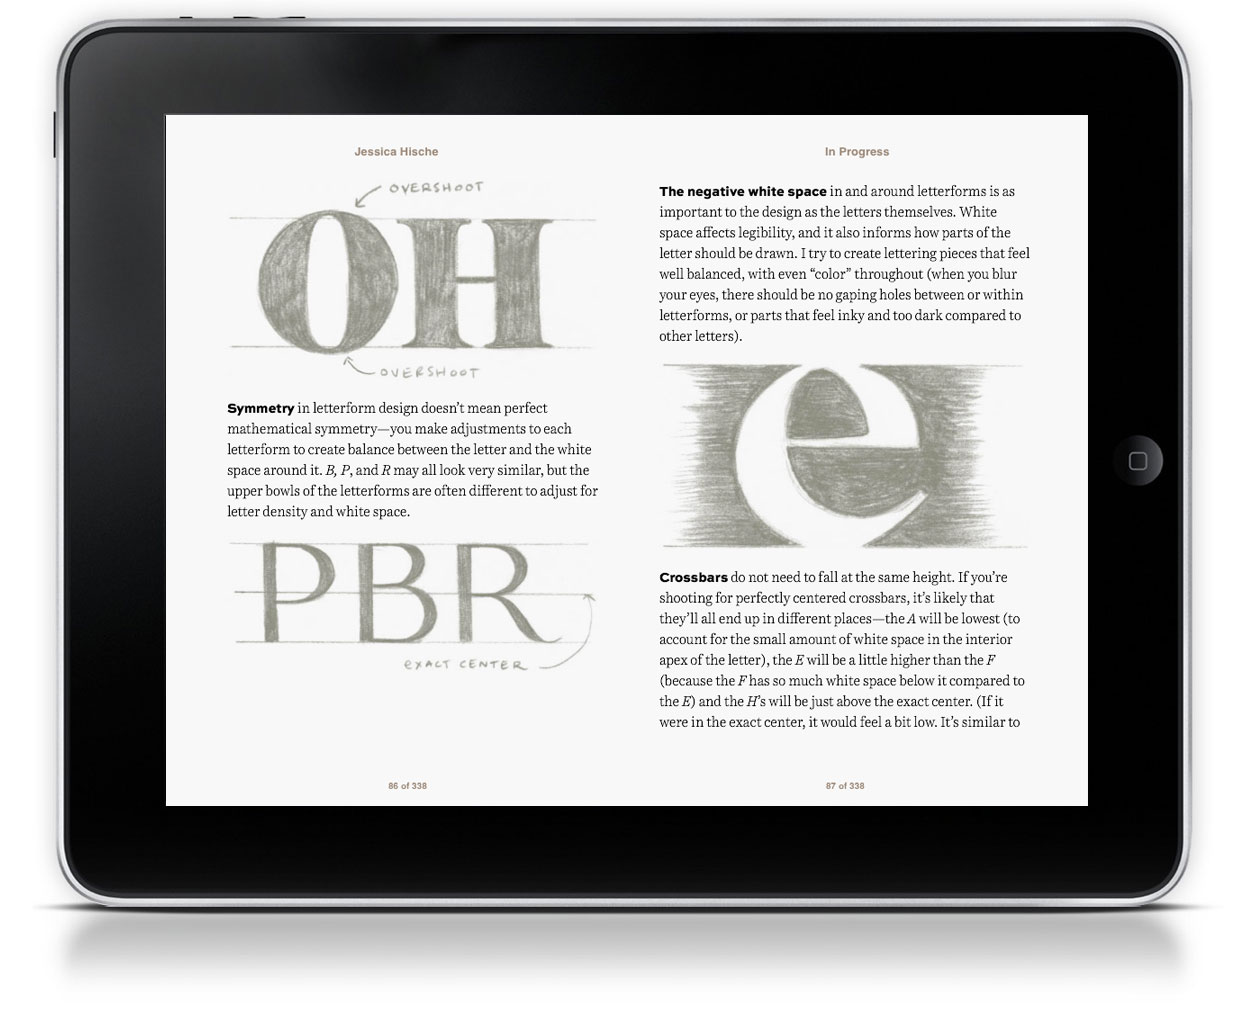 Jessica Hische
OVERSHOOT
OH
OVERSHOOT
Symmetry in letterform design doesn’t mean perfect
mathematical symmetry—you make adjustments to each
letterform to create balance between the letter and the white
space around it. B, P, and R may all look very similar, but the
upper bowls of the letterforms are often different to adjust for
letter density and white space.
PBR
EXACT CENTER
86 of 338
In Progress
The negative white space in and around letterforms is as
important to the design as the letters themselves. White
space affects legibility, and it also informs how parts of the
letter should be drawn. I try to create lettering pieces that feel
well balanced, with even “color” throughout (when you blur
your eyes, there should be no gaping holes between or within
letterforms, or parts that feel inky and too dark compared to
other letters).
e
Crossbars do not need to fall at the same height. If you’re
shooting for perfectly centered crossbars, it’s likely that
they’ll all end up in different places—the A will be lowest (to
account for the small amount of white space in the interior
apex of the letter), the E will be a little higher than the F
(because the F has so much white space below it compared to
the E) and the H’s will be just above the exact center. (If it
were in the exact center, it would feel a bit low. It’s similar to
87 of 338